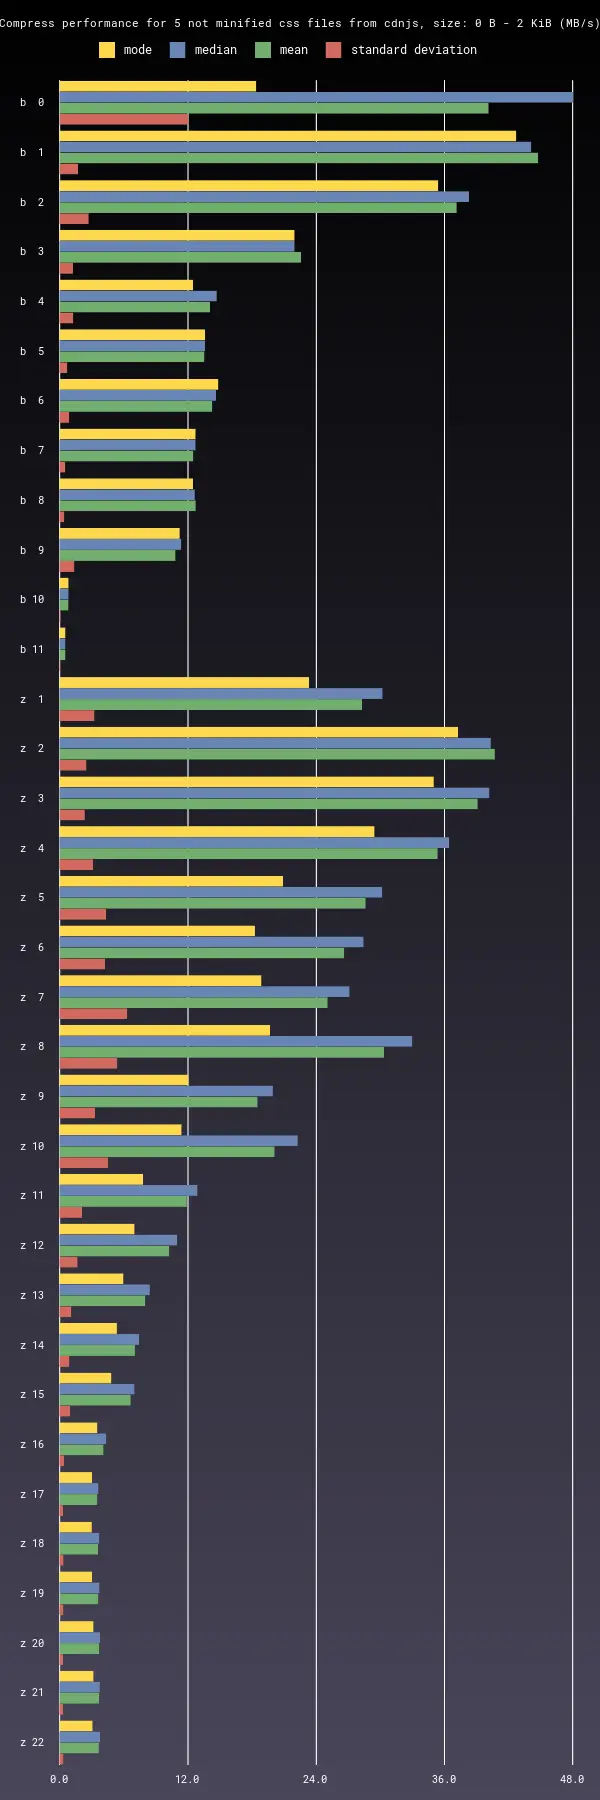 Compress performance for 5 not minified css files from cdnjs, size: 0 B - 2 KiB (MB/s)
mode median mean standard deviation
b 0
b 1
b 2
b 3
b 4
b 5
b 6
b 7
b 8
b 9
b 10
b 11
z 1
z 2
z 3
z 4
z 5
z 6
z 7
z 8
z 9
z 10
z 11
z 12
z 13
z 14
z 15
z 16
z 17
z 18
z 19
z 20
z 21
z 22
0.0 12.0 24.0 36.0 48.0